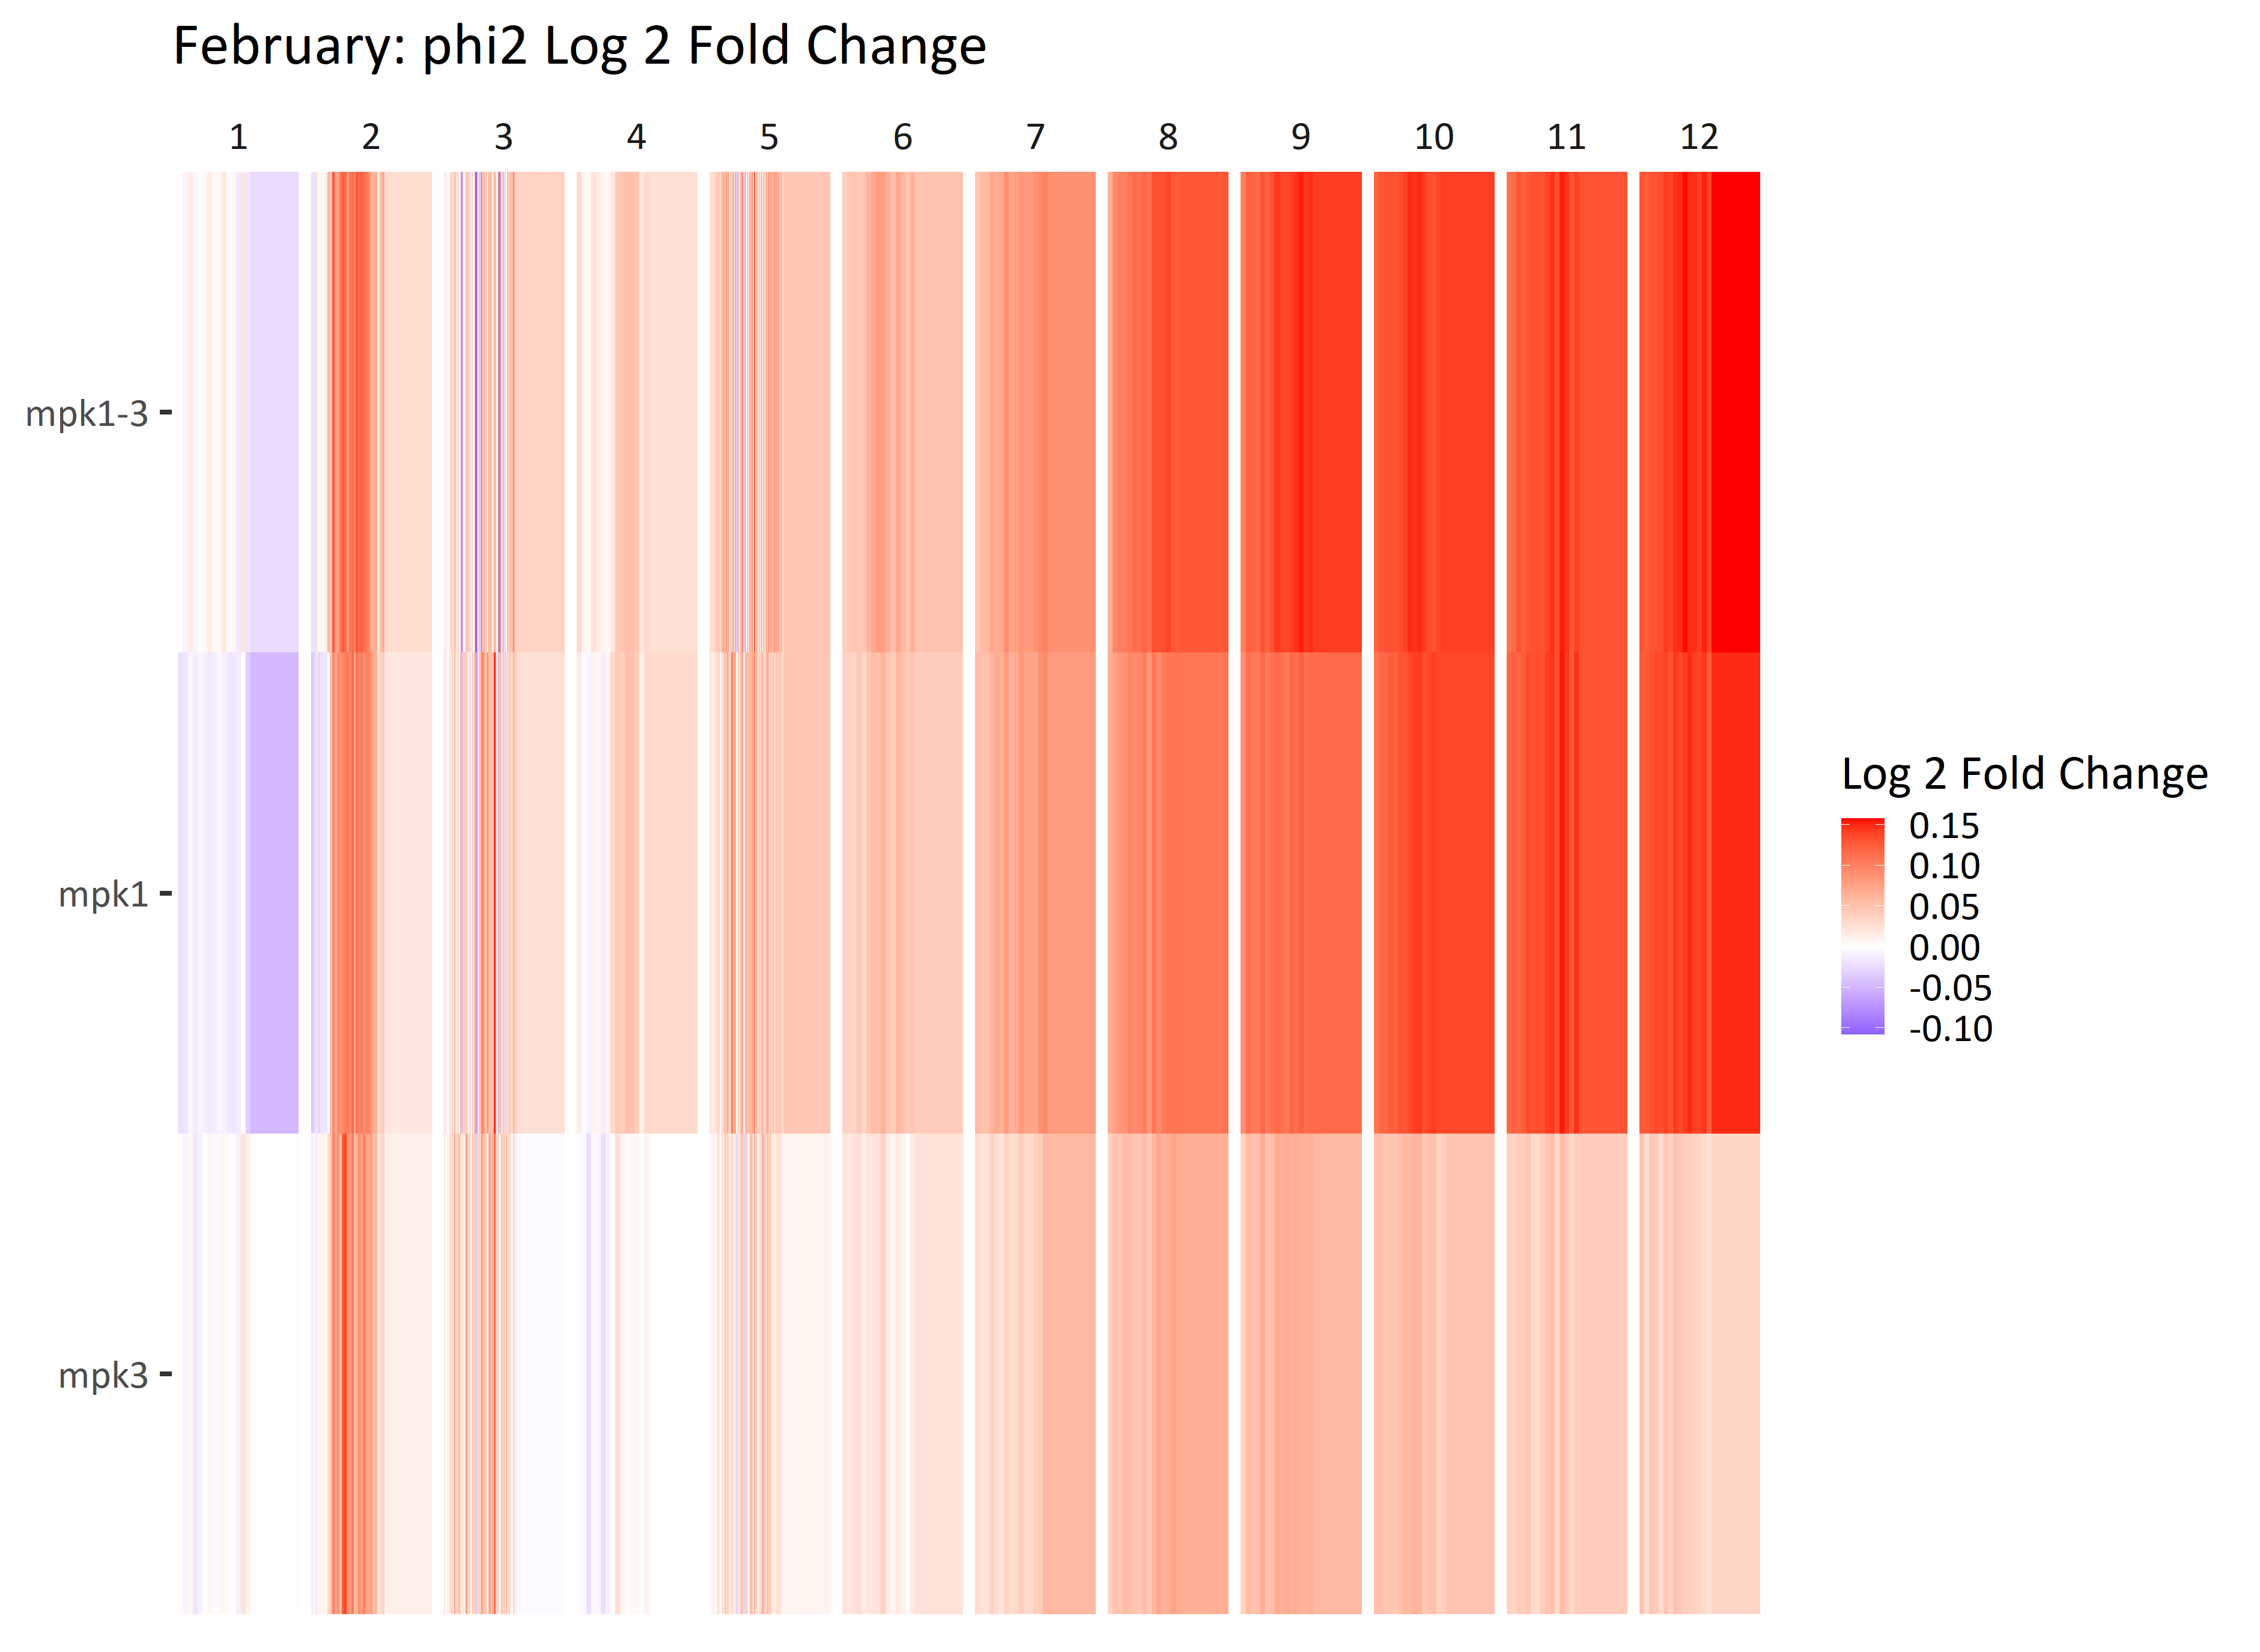 February: phi2 Log 2 Fold Change
1 2 3 4 5 6 7 8 9 10 11 12
mpk1-3
mpk1
mpk3
Log 2 Fold Change
0.15
0.10
0.05
0.00
-0.05
-0.10